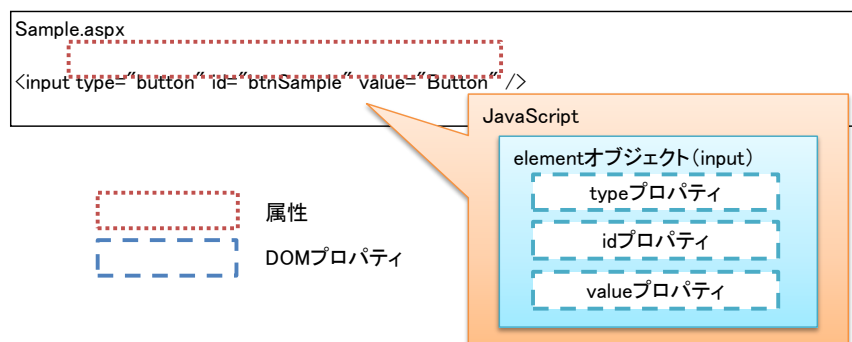 Sample.aspx
<input type="button" id="btnSample" value="Button" />
JavaScript
elementオブジェクト(input)
typeプロパティ
idプロパティ
valueプロパティ
属性
DOMプロパティ